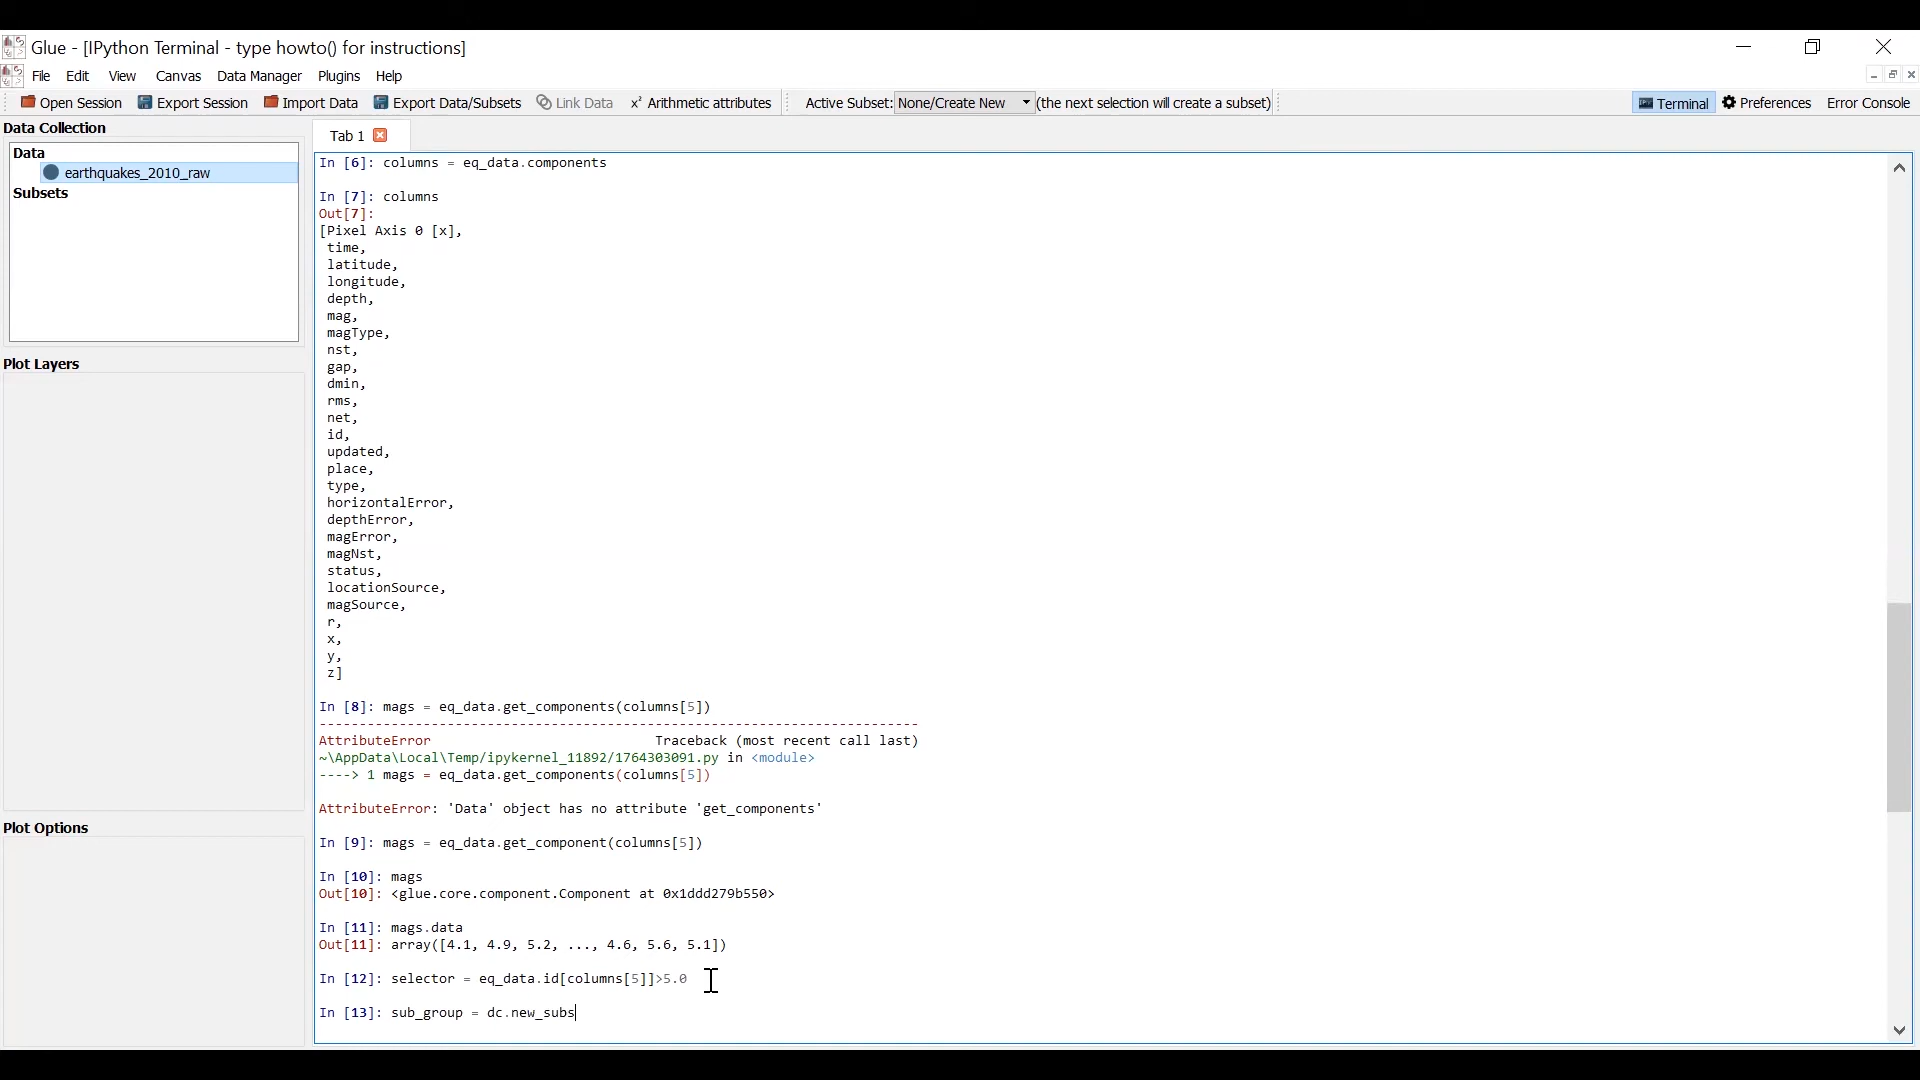 Glue - [IPython Terminal - type howto() for instructions]
File Edit View Canvas Data Manager Plugins Help
Open Session Export Session Import Data Export Data/Subsets Link Data x² Arithmetic attributes Active Subset: None/Create New (the next selection will create a subset) Terminal Preferences Error Console
Data Collection
Data
earthquakes_2010_raw
Subsets
Plot Layers
Plot Options
Tab 1
In [6]: columns = eq_data.components
In [7]: columns
Out[7]:
[Pixel Axis 0 [x],
time,
latitude,
longitude,
depth,
mag,
magType,
nst,
gap,
dmin,
rms,
net,
id,
updated,
place,
type,
horizontalError,
depthError,
magError,
magNst,
status,
locationSource,
magSource,
r,
x,
y,
z]
In [8]: mags = eq_data.get_components(columns[5])
---------------------------------------------------------------------------
AttributeError Traceback (most recent call last)
~\AppData\Local\Temp/ipykernel_11892/1764303091.py in <module>
----> 1 mags = eq_data.get_components(columns[5])
AttributeError: 'Data' object has no attribute 'get_components'
In [9]: mags = eq_data.get_component(columns[5])
In [10]: mags
Out[10]: <glue.core.component.Component at 0x1ddd279b550>
In [11]: mags.data
Out[11]: array([4.1, 4.9, 5.2, ..., 4.6, 5.6, 5.1])
In [12]: selector = eq_data.id[columns[5]]>5.0
In [13]: sub_group = dc.new_subs